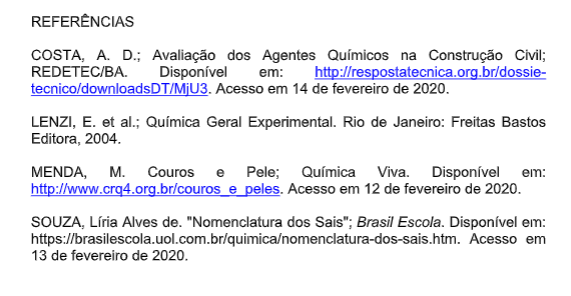 REFERÊNCIAS
COSTA, A. D.; Avaliação dos Agentes Químicos na Construção Civil;
REDETEC/BA. Disponível em: http://respostatecnica.org.br/dossie-
tecnico/downloadsDT/MjU3. Acesso em 14 de fevereiro de 2020.
LENZI, E. et al.; Química Geral Experimental. Rio de Janeiro: Freitas Bastos
Editora, 2004.
MENDA, M. Couros e Pele; Química Viva. Disponível em:
http://www.crq4.org.br/couros_e_peles. Acesso em 12 de fevereiro de 2020.
SOUZA, Líria Alves de. "Nomenclatura dos Sais"; Brasil Escola. Disponível em:
https://brasilescola.uol.com.br/quimica/nomenclatura-dos-sais.htm. Acesso em
13 de fevereiro de 2020.